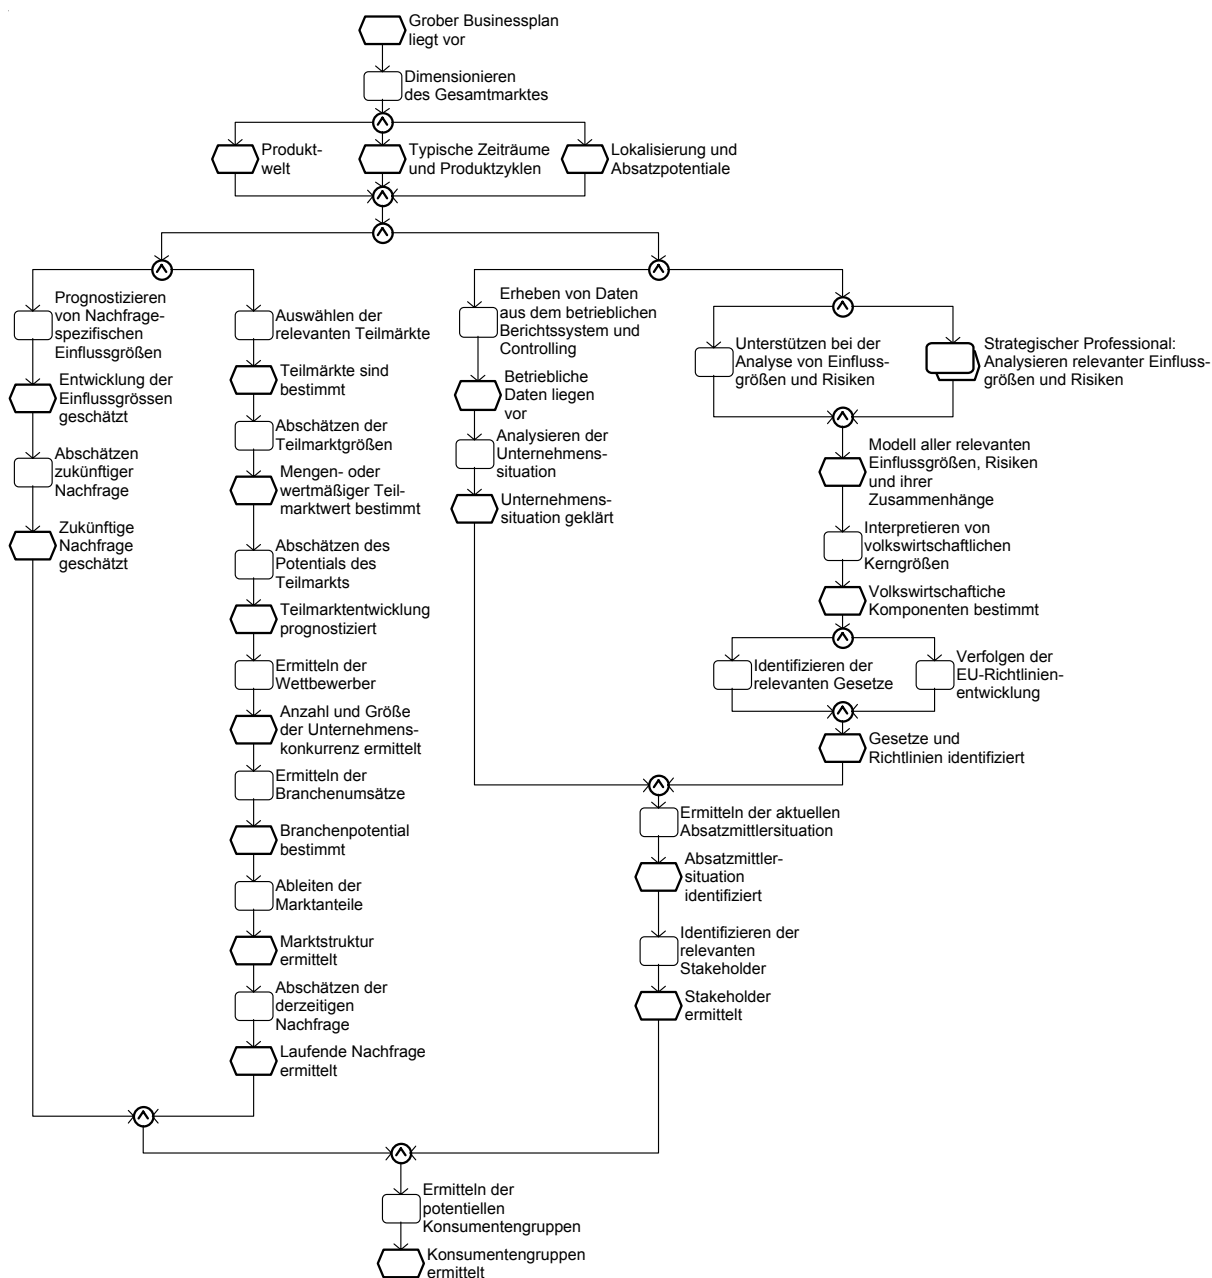 Grober Businessplan
liegt vor
Dimensionieren
des Gesamtmarktes
Produkt-
welt
Typische Zeiträume
und Produktzyklen
Lokalisierung und
Absatzpotentiale
Prognostizieren
von Nachfrage-
spezifischen
Einflussgrößen
Entwicklung der
Einflussgrössen
geschätzt
Abschätzen
zukünftiger
Nachfrage
Zukünftige
Nachfrage
geschätzt
Auswählen der
relevanten Teilmärkte
Teilmärkte sind
bestimmt
Abschätzen der
Teilmarktgrößen
Mengen- oder
wertmäßiger Teil-
marktwert bestimmt
Abschätzen des
Potentials des
Teilmarkts
Teilmarktentwicklung
prognostiziert
Ermitteln der
Wettbewerber
Anzahl und Größe
der Unternehmens-
konkurrenz ermittelt
Ermitteln der
Branchenumsätze
Branchenpotential
bestimmt
Ableiten der
Marktanteile
Marktstruktur
ermittelt
Abschätzen der
derzeitigen
Nachfrage
Laufende Nachfrage
ermittelt
Erheben von Daten
aus dem betrieblichen
Berichtssystem und
Controlling
Betriebliche
Daten liegen
vor
Analysieren der
Unternehmens-
situation
Unternehmens-
situation geklärt
Unterstützen bei der
Analyse von Einfluss-
größen und Risiken
Strategischer Professional:
Analysieren relevanter Einfluss-
größen und Risiken
Modell aller relevanten
Einflussgrößen, Risiken
und ihrer
Zusammenhänge
Interpretieren von
volkswirtschaftlichen
Kerngrößen
Volkswirtschaftiche
Komponenten bestimmt
Identifizieren der
relevanten Gesetze
Verfolgen der
EU-Richtlinien-
entwicklung
Gesetze und
Richtlinien identifiziert
Ermitteln der aktuellen
Absatzmittlersituation
Absatzmittler-
situation
identifiziert
Identifizieren der
relevanten
Stakeholder
Stakeholder
ermittelt
Ermitteln der
potentiellen
Konsumentengruppen
Konsumentengruppen
ermittelt